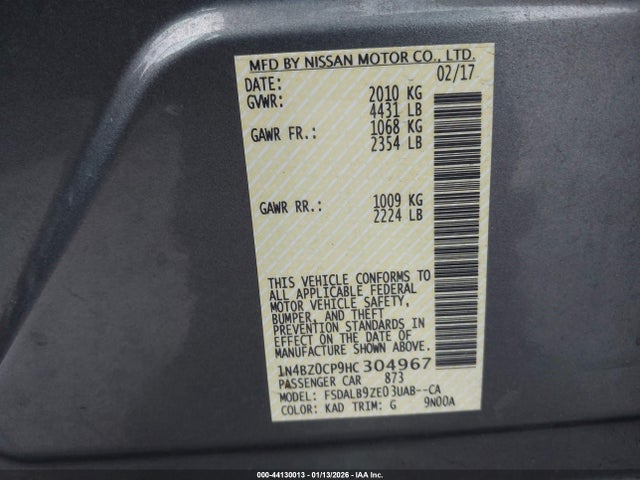 MFD BY NISSAN MOTOR CO., LTD.
DATE: 02/17
GVWR: 2010 KG
4431 LB
GAWR FR.: 1068 KG
2354 LB
GAWR RR.: 1009 KG
2224 LB
THIS VEHICLE CONFORMS TO
ALL APPLICABLE FEDERAL
MOTOR VEHICLE SAFETY,
BUMPER, AND THEFT
PREVENTION STANDARDS IN
EFFECT ON THE DATE OF
MANUFACTURE SHOWN ABOVE.
1N4BZ0CP9HC 304967
PASSENGER CAR 873
MODEL: FSDALB9ZE03UAB--CA
COLOR: KAD TRIM: G 9N00A
000-44130013 - 01/13/2026 - IAA Inc.